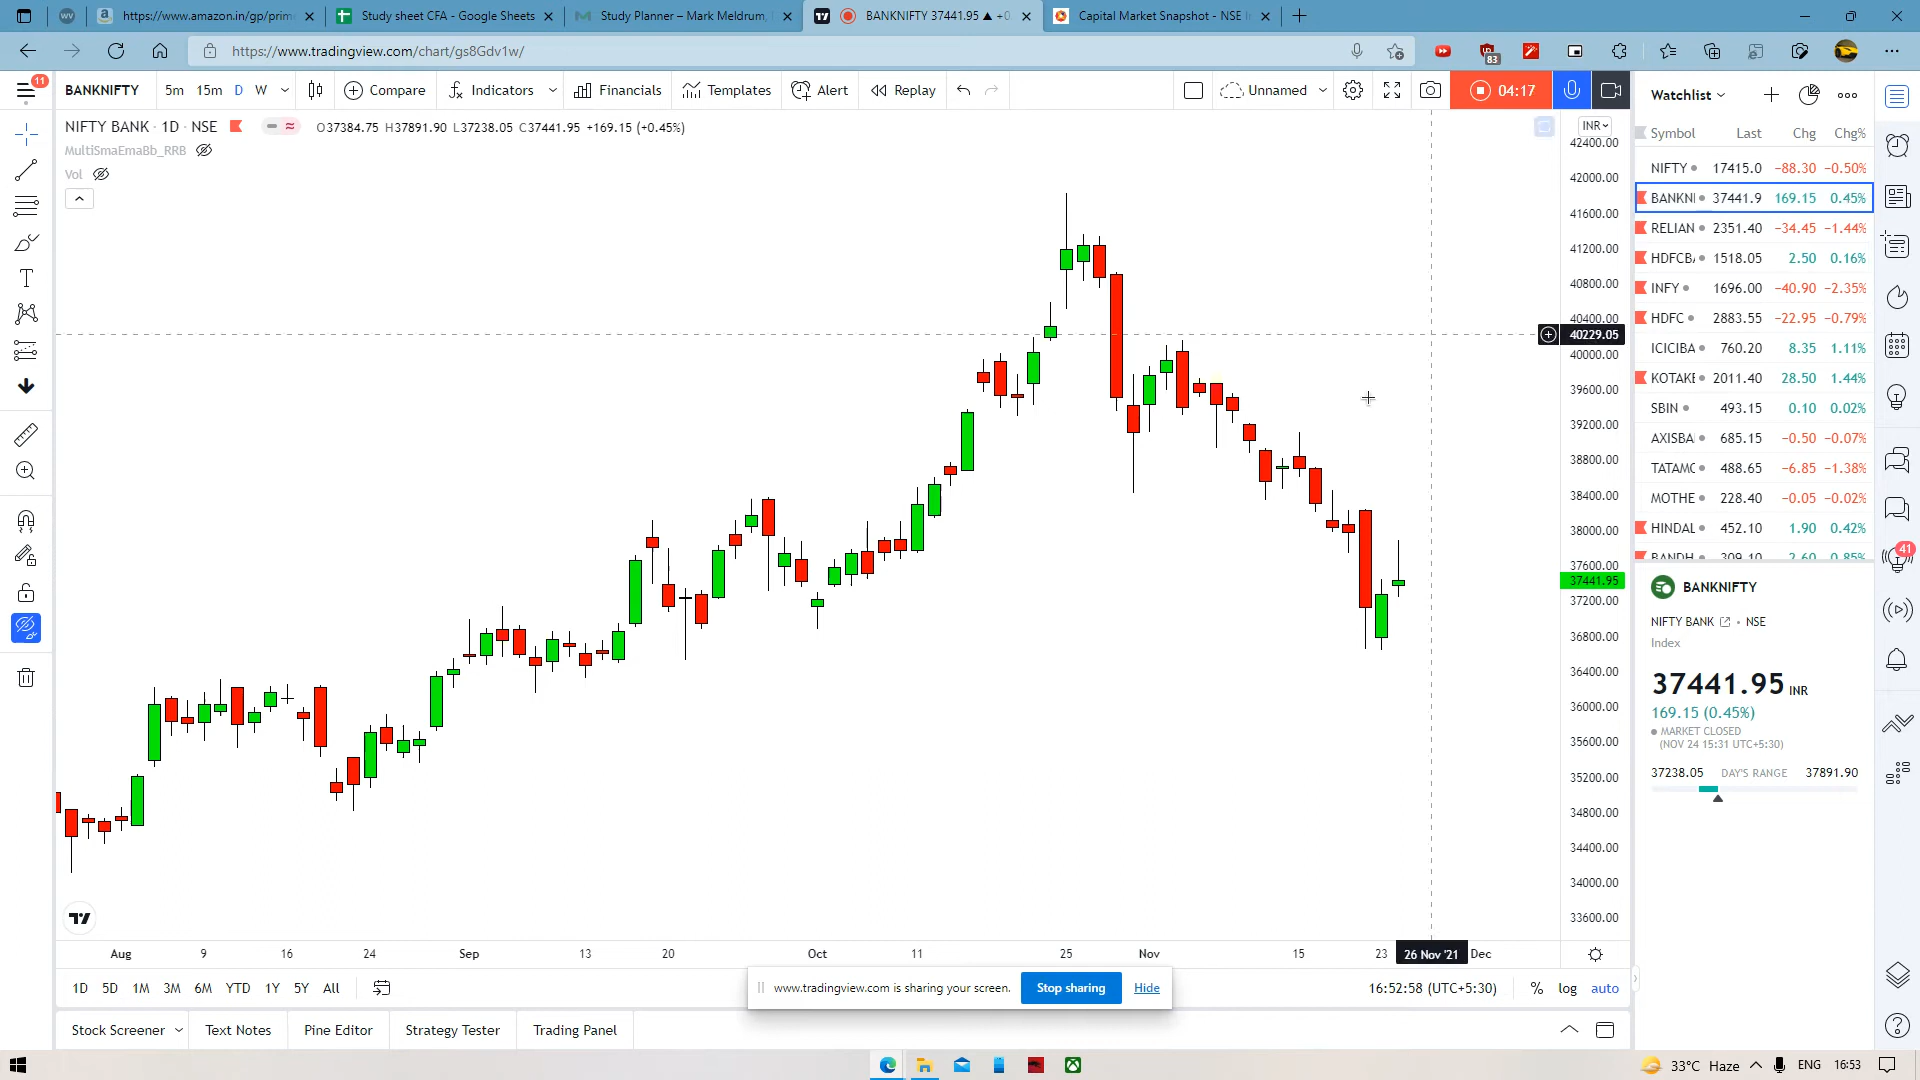 https://www.amazon.in/gp/prim
Study sheet CFA - Google Sheets
Study Planner – Mark Meldrum,
BANKNIFTY 37441.95 ▲ +0
Capital Market Snapshot - NSE I
https://www.tradingview.com/chart/gs8Gdv1w/
83
11
BANKNIFTY 5m 15m D W Compare Indicators Financials Templates Alert Replay Unnamed 04:17
NIFTY BANK · 1D · NSE O37384.75 H37891.90 L37238.05 C37441.95 +169.15 (+0.45%)
MultiSmaEmaBb_RRB
Vol
INR
42400.00
42000.00
41600.00
41200.00
40800.00
40400.00
40229.05
40000.00
39600.00
39200.00
38800.00
38400.00
38000.00
37600.00
37441.95
37200.00
36800.00
36400.00
36000.00
35600.00
35200.00
34800.00
34400.00
34000.00
33600.00
Aug 9 16 24 Sep 13 20 Oct 11 25 Nov 15 23 26 Nov '21 Dec
1D 5D 1M 3M 6M YTD 1Y 5Y All
www.tradingview.com is sharing your screen. Stop sharing Hide
16:52:58 (UTC+5:30) % log auto
Stock Screener Text Notes Pine Editor Strategy Tester Trading Panel
Watchlist
Symbol Last Chg Chg%
NIFTY 17415.0 −88.30 −0.50%
BANKNI 37441.9 169.15 0.45%
RELIAN 2351.40 −34.45 −1.44%
HDFCB 1518.05 2.50 0.16%
INFY 1696.00 −40.90 −2.35%
HDFC 2883.55 −22.95 −0.79%
ICICIBA 760.20 8.35 1.11%
KOTAKE 2011.40 28.50 1.44%
SBIN 493.15 0.10 0.02%
AXISBA 685.15 −0.50 −0.07%
TATAMC 488.65 −6.85 −1.38%
MOTHE 228.40 −0.05 −0.02%
HINDAL 452.10 1.90 0.42%
BANDH 309.10 2.60 0.85%
41
BANKNIFTY
NIFTY BANK · NSE
Index
37441.95 INR
169.15 (0.45%)
MARKET CLOSED
(NOV 24 15:31 UTC+5:30)
37238.05 DAY'S RANGE 37891.90
33°C Haze ENG 16:53